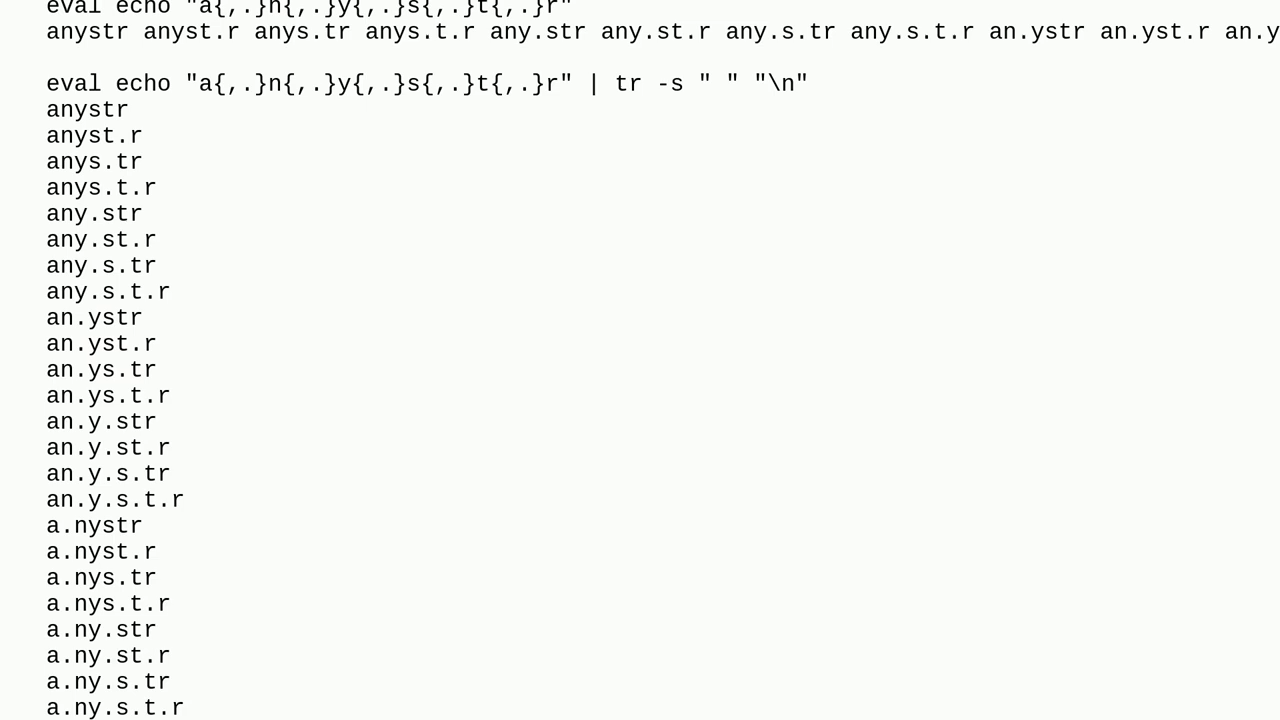 eval echo "a{,.}n{,.}y{,.}s{,.}t{,.}r"
anystr anyst.r anys.tr anys.t.r any.str any.st.r any.s.tr any.s.t.r an.ystr an.yst.r an.y
eval echo "a{,.}n{,.}y{,.}s{,.}t{,.}r" | tr -s " " "\n"
anystr
anyst.r
anys.tr
anys.t.r
any.str
any.st.r
any.s.tr
any.s.t.r
an.ystr
an.yst.r
an.ys.tr
an.ys.t.r
an.y.str
an.y.st.r
an.y.s.tr
an.y.s.t.r
a.nystr
a.nyst.r
a.nys.tr
a.nys.t.r
a.ny.str
a.ny.st.r
a.ny.s.tr
a.ny.s.t.r